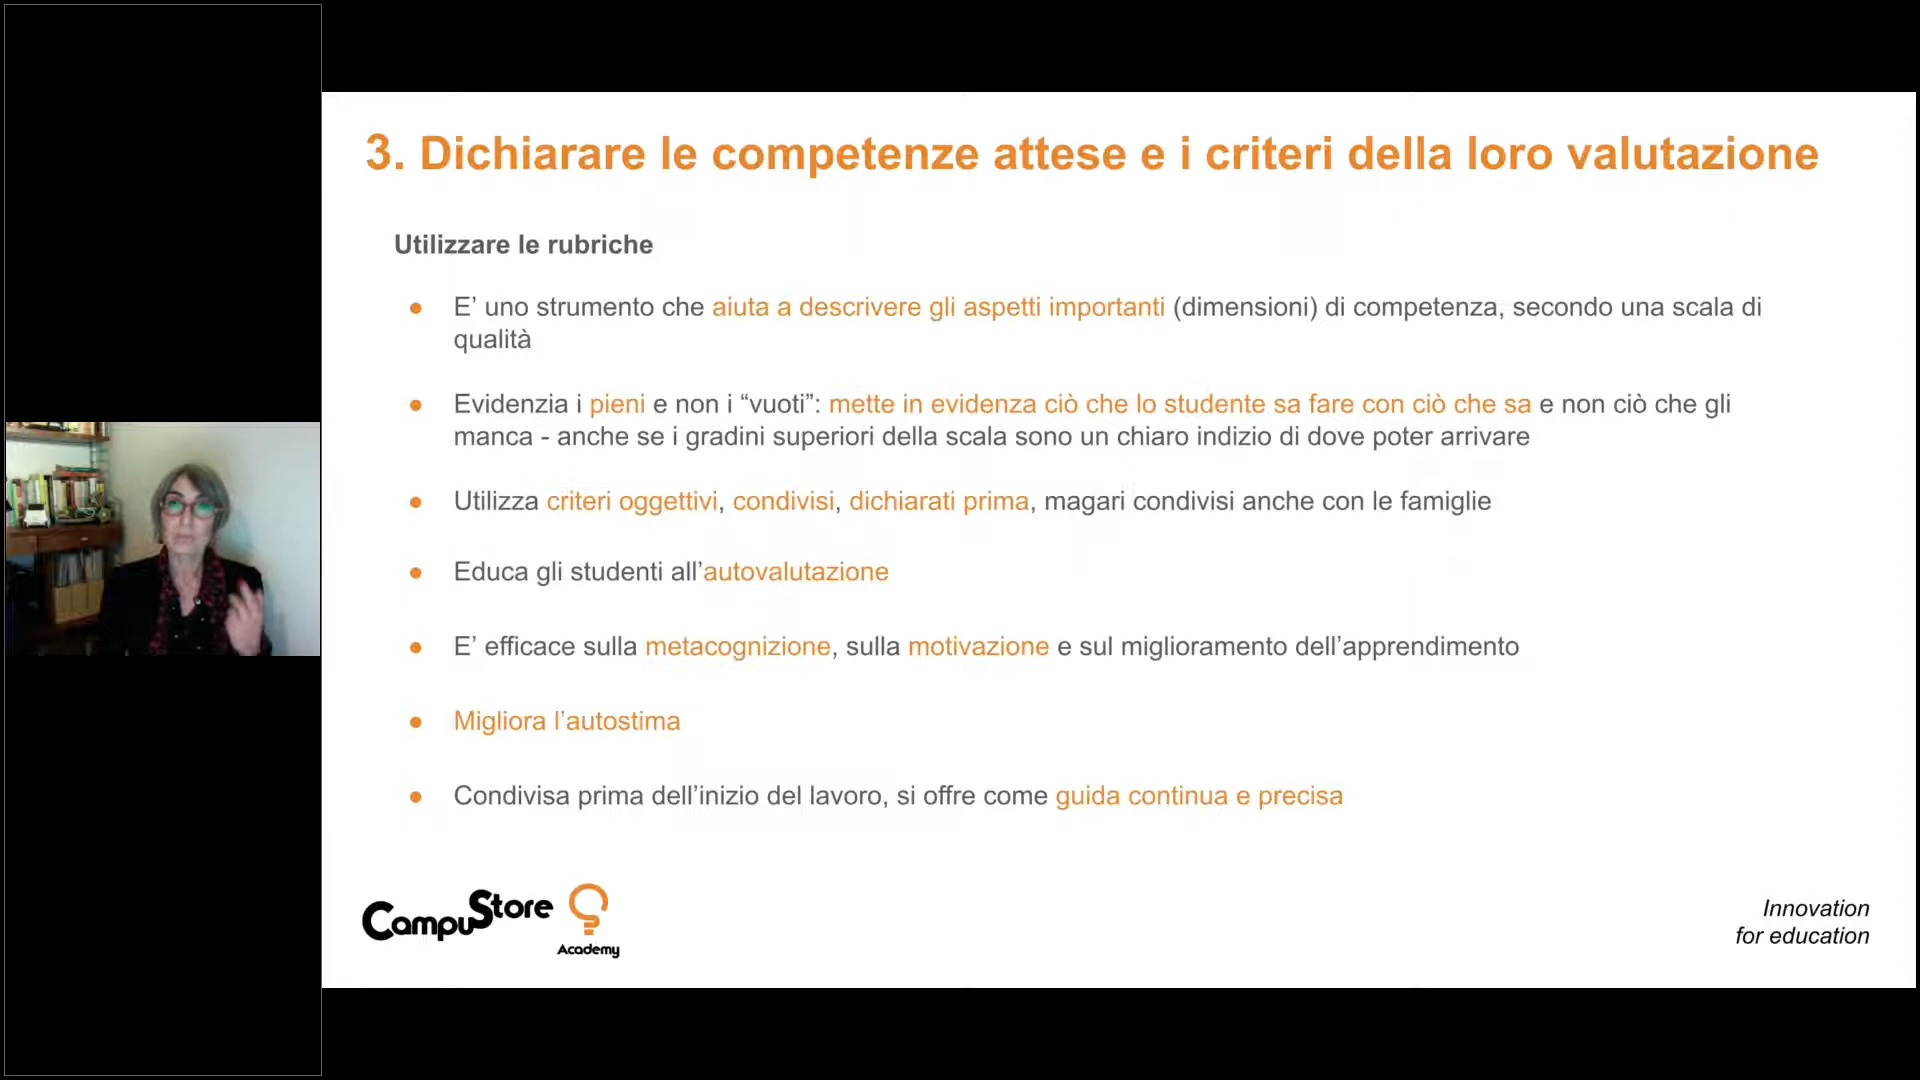 3. Dichiarare le competenze attese e i criteri della loro valutazione
Utilizzare le rubriche
● E’ uno strumento che aiuta a descrivere gli aspetti importanti (dimensioni) di competenza, secondo una scala di
qualità
● Evidenzia i pieni e non i “vuoti”: mette in evidenza ciò che lo studente sa fare con ciò che sa e non ciò che gli
manca - anche se i gradini superiori della scala sono un chiaro indizio di dove poter arrivare
● Utilizza criteri oggettivi, condivisi, dichiarati prima, magari condivisi anche con le famiglie
● Educa gli studenti all’autovalutazione
● E’ efficace sulla metacognizione, sulla motivazione e sul miglioramento dell’apprendimento
● Migliora l’autostima
● Condivisa prima dell’inizio del lavoro, si offre come guida continua e precisa
CampuStore
Academy
Innovation
for education